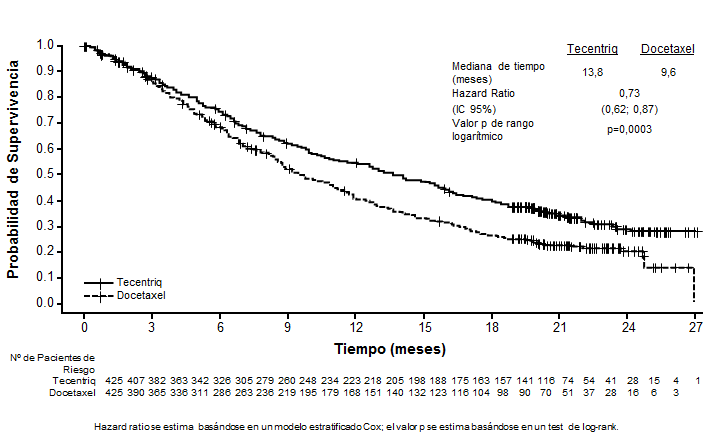 Probabilidad de Supervivencia
1.0
0.9
0.8
0.7
0.6
0.5
0.4
0.3
0.2
0.1
0.0
Tecentriq Docetaxel
Mediana de tiempo (meses) 13,8 9,6
Hazard Ratio 0,73
(IC 95%) (0,62; 0,87)
Valor p de rango logarítmico p=0,0003
Tecentriq
Docetaxel
0 3 6 9 12 15 18 21 24 27
Tiempo (meses)
Nº de Pacientes de
Riesgo
Tecentriq 425 407 382 363 342 326 305 279 260 248 234 223 218 205 198 188 175 163 157 141 116 74 54 41 28 15 4 1
Docetaxel 425 390 365 336 311 286 263 236 219 195 179 168 151 140 132 123 116 104 98 90 70 51 37 28 16 6 3
Hazard ratio se estima basándose en un modelo estratificado Cox; el valor p se estima basándose en un test de log-rank.